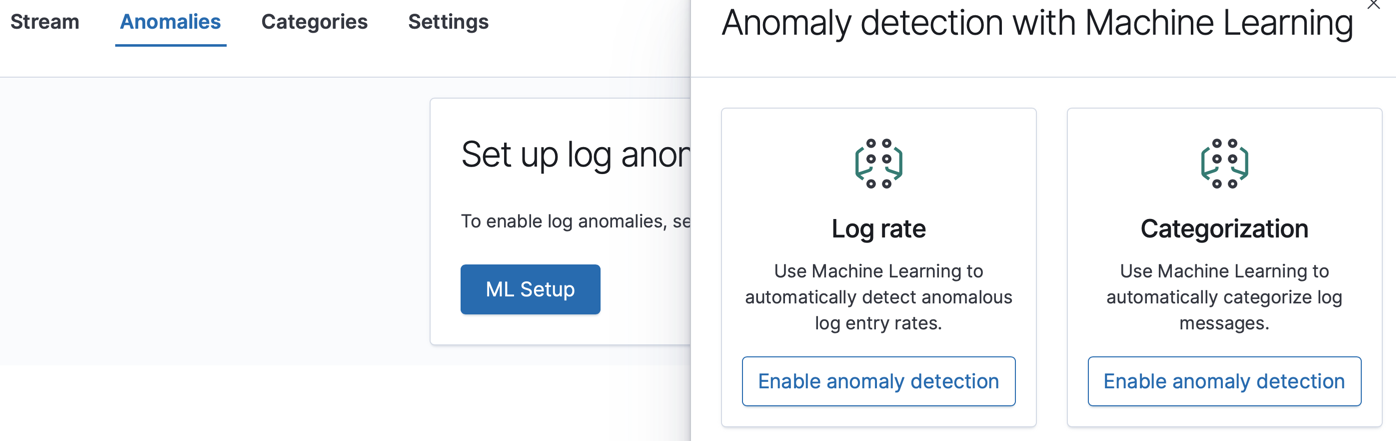 Stream Anomalies Categories Settings
Set up log
To enable log anomalies,
ML Setup
Anomaly detection with Machine Learning
Log rate
Use Machine Learning to
automatically detect anomalous
log entry rates.
Enable anomaly detection
Categorization
Use Machine Learning to
automatically categorize log
messages.
Enable anomaly detection